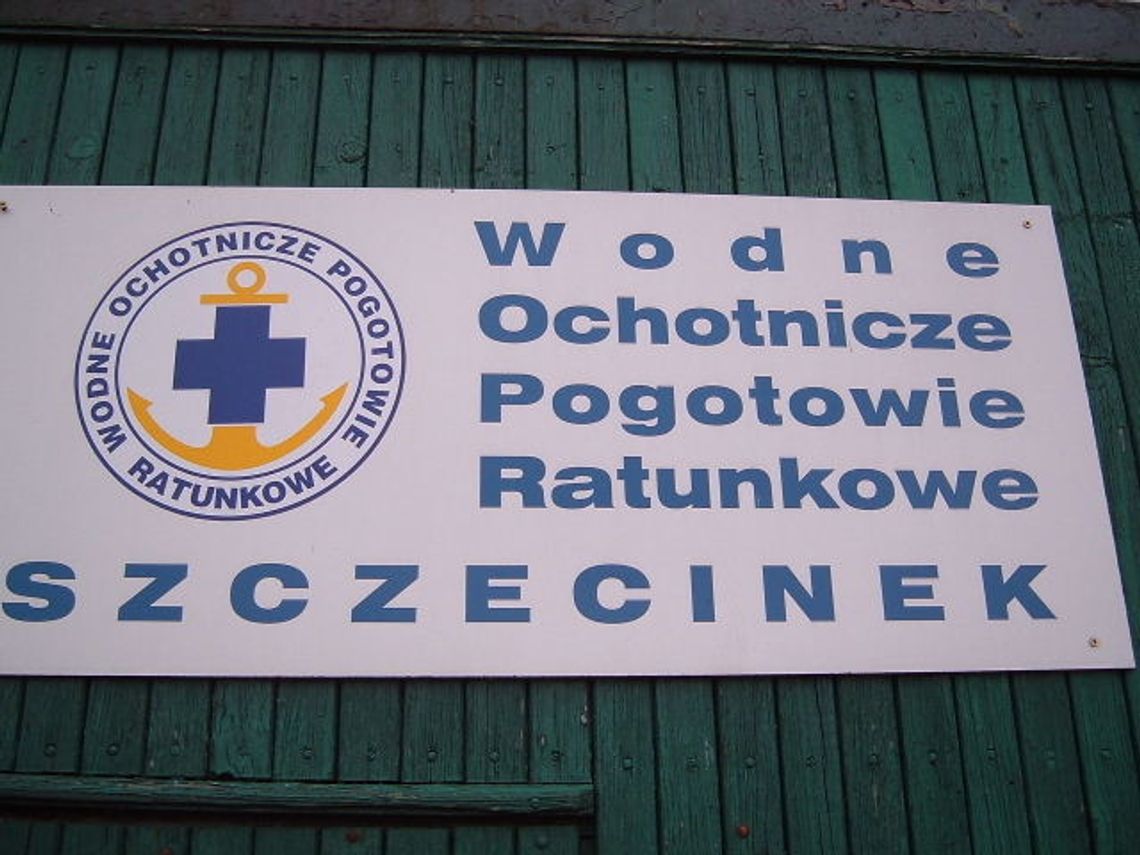 WODNE OCHOTNICZE POGOTOWIE RATUNKOWE
Wodne
Ochotnicze
Pogotowie
Ratunkowe
SZCZECINEK